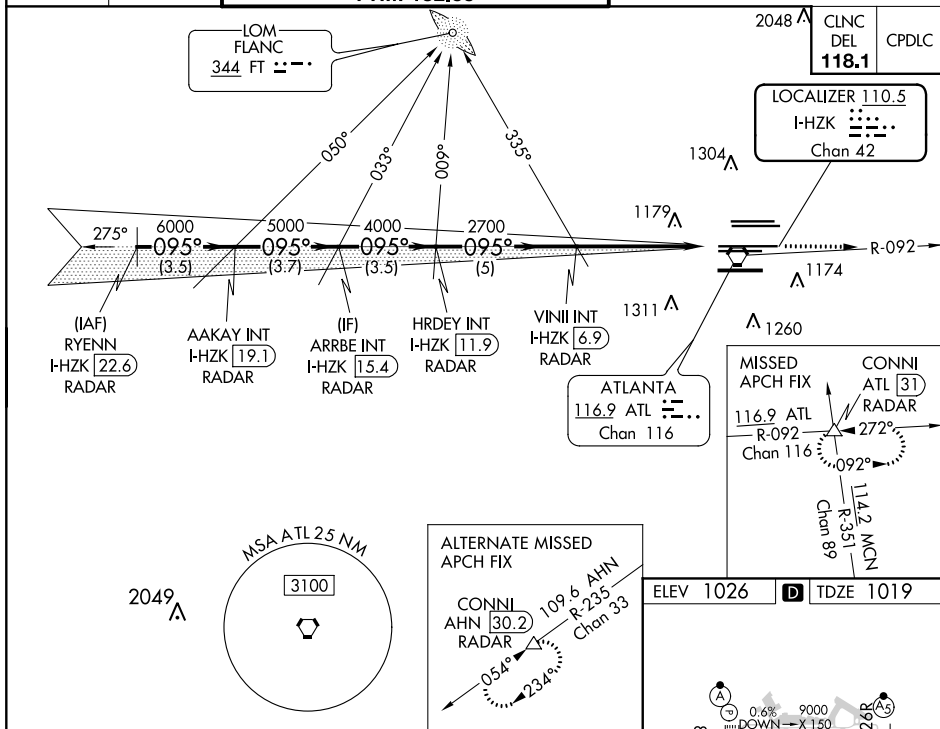 LOM
FLANC
344 FT
2048
CLNC
DEL
118.1
CPDLC
LOCALIZER 110.5
I-HZK
Chan 42
050°
033°
009°
335°
1304
1179
275°
6000
095°
(3.5)
5000
095°
(3.7)
4000
095°
(3.5)
2700
095°
(5)
R-092
1174
1311
1260
(IAF)
RYENN
I-HZK 22.6
RADAR
AAKAY INT
I-HZK 19.1
RADAR
(IF)
ARRBE INT
I-HZK 15.4
RADAR
HRDEY INT
I-HZK 11.9
RADAR
VINII INT
I-HZK 6.9
RADAR
ATLANTA
116.9 ATL
Chan 116
MISSED
APCH FIX
CONNI
ATL 31
RADAR
116.9 ATL
R-092
Chan 116
272°
092°
114.2 MCN
R-351
Chan 89
MSA ATL 25 NM
3100
2049
ALTERNATE MISSED
APCH FIX
CONNI
AHN 30.2
RADAR
109.6 AHN
R-235
Chan 33
054°
234°
ELEV 1026
D
TDZE 1019
A
P
0.6%
DOWN
9000
X 150
A5
26R